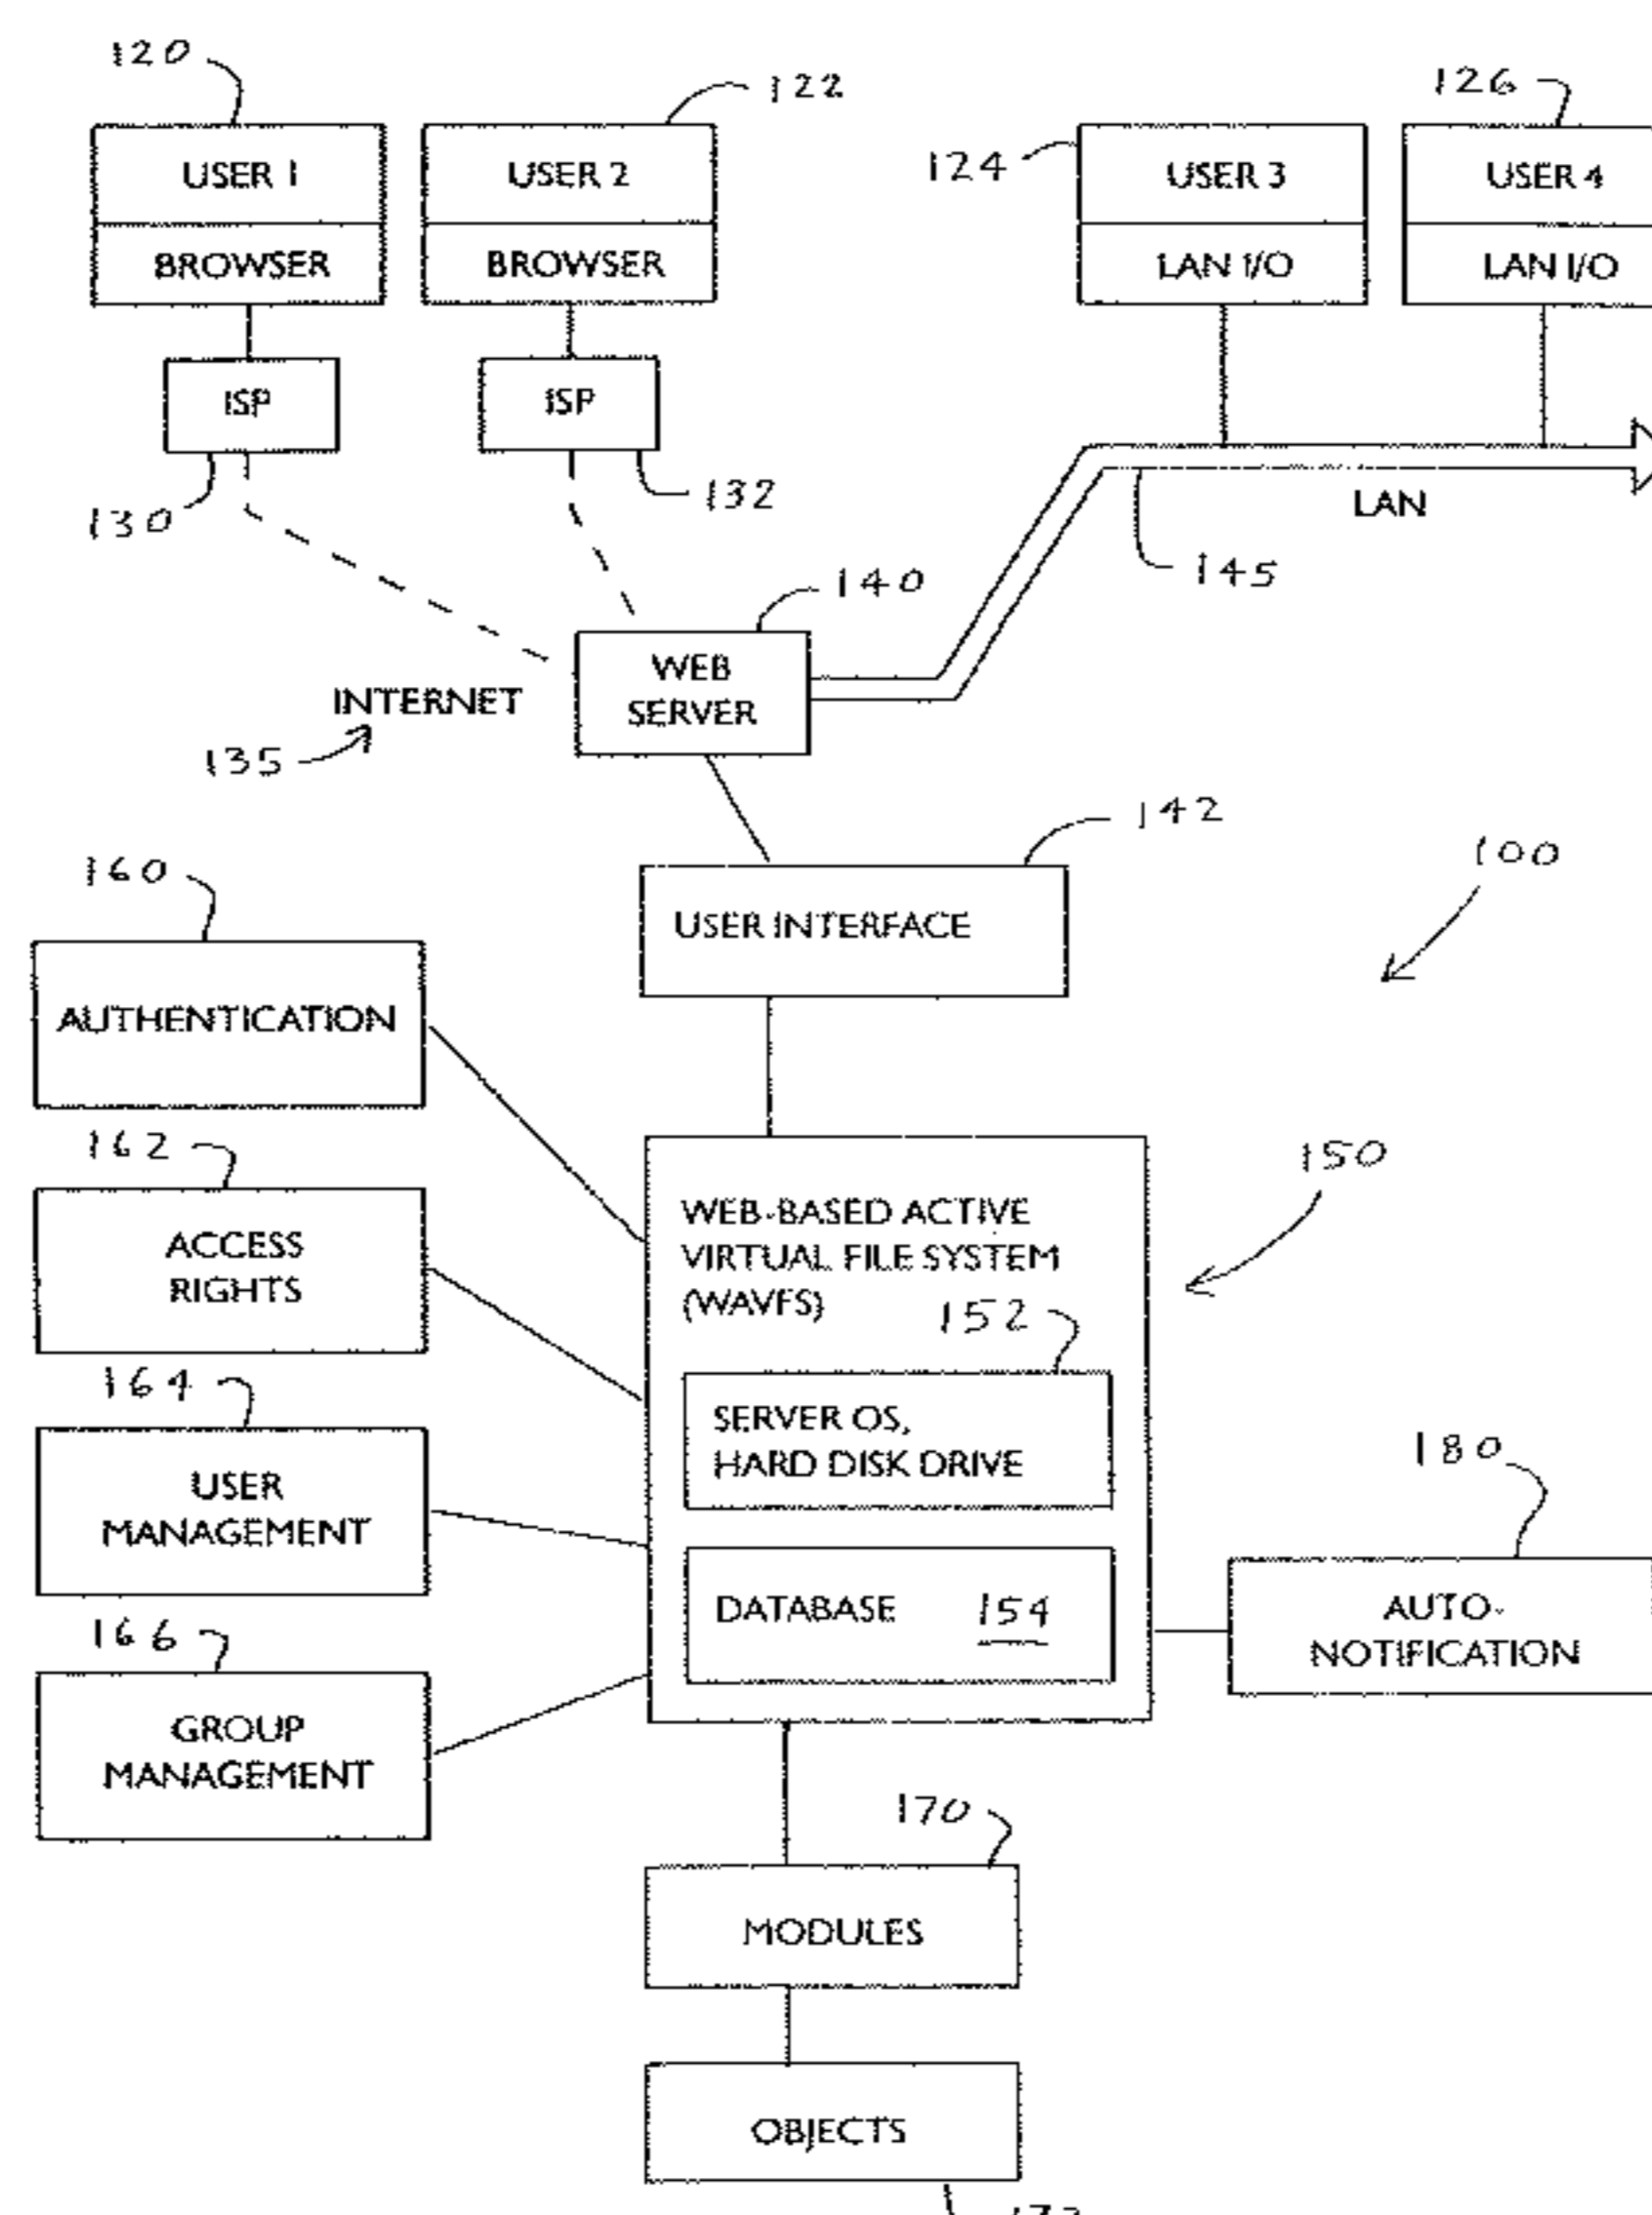 120
122
126
124
USER 1
USER 2
USER 3
USER 4
BROWSER
BROWSER
LAN I/O
LAN I/O
ISP
ISP
130
132
LAN
145
140
WEB
SERVER
INTERNET
135
142
100
160
USER INTERFACE
AUTHENTICATION
162
150
WEB-BASED ACTIVE
VIRTUAL FILE SYSTEM
(WAVFS)
ACCESS
RIGHTS
152
164
SERVER OS,
HARD DISK DRIVE
180
USER
MANAGEMENT
DATABASE 154
AUTO-
NOTIFICATION
166
GROUP
MANAGEMENT
170
MODULES
OBJECTS